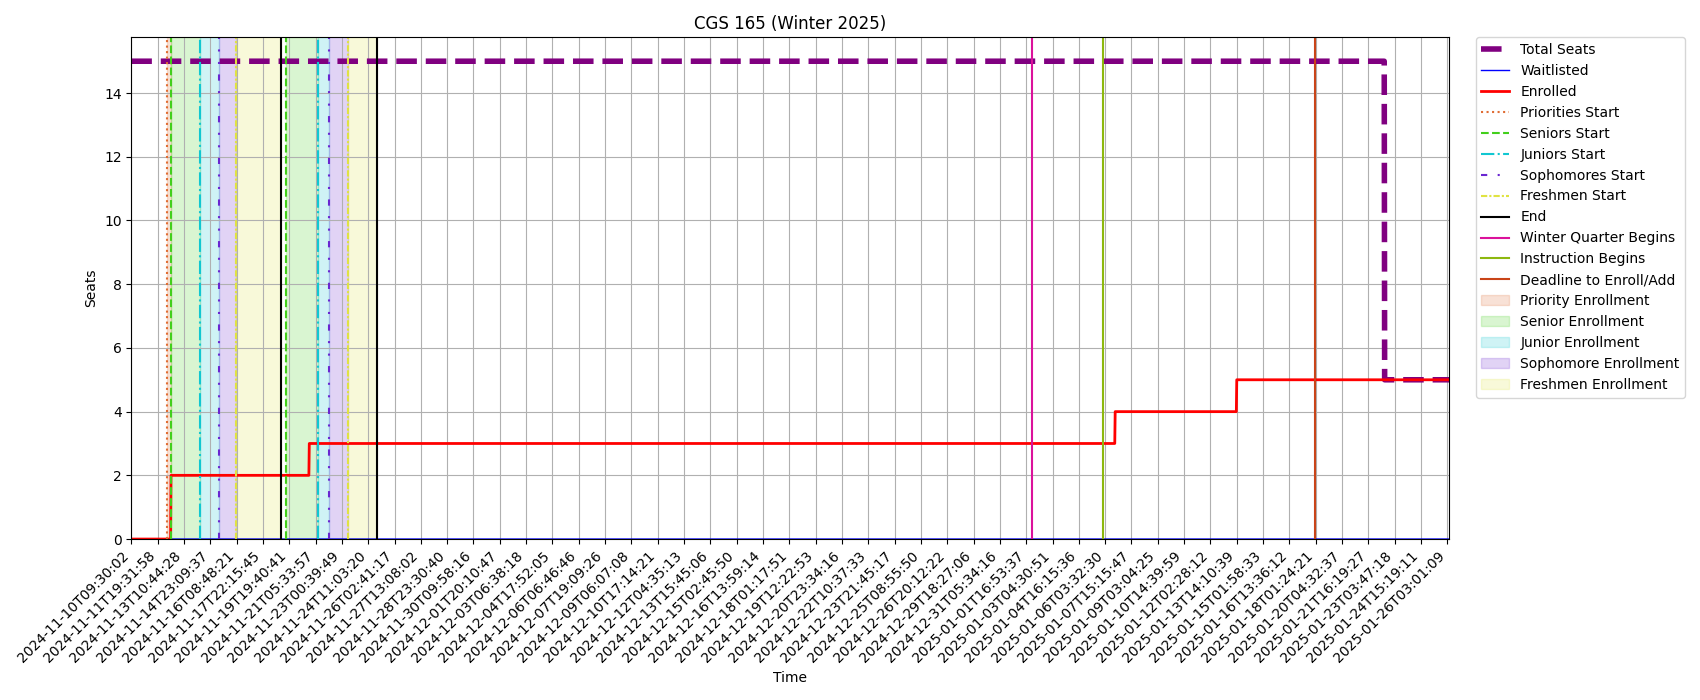 CGS 165 (Winter 2025)
Seats
14
12
10
8
6
4
2
0
2024-11-10T09:30:02
2024-11-11T19:31:58
2024-11-13T10:44:28
2024-11-14T23:09:37
2024-11-16T08:48:21
2024-11-17T22:15:45
2024-11-19T19:40:41
2024-11-21T05:33:57
2024-11-23T00:39:49
2024-11-24T11:03:20
2024-11-26T02:41:17
2024-11-27T13:08:02
2024-11-28T23:30:40
2024-11-30T09:58:16
2024-12-01T20:10:47
2024-12-03T06:38:18
2024-12-04T17:52:05
2024-12-06T06:46:46
2024-12-07T19:09:26
2024-12-09T06:07:08
2024-12-10T17:14:21
2024-12-12T04:35:13
2024-12-13T15:45:06
2024-12-15T02:45:50
2024-12-16T13:59:14
2024-12-18T01:17:51
2024-12-19T12:22:53
2024-12-20T23:34:16
2024-12-22T10:37:33
2024-12-23T21:45:17
2024-12-25T08:55:50
2024-12-26T20:12:22
2024-12-29T18:27:06
2024-12-31T05:34:16
2025-01-01T16:53:37
2025-01-03T04:30:51
2025-01-04T16:15:36
2025-01-06T03:32:30
2025-01-07T15:15:47
2025-01-09T03:04:25
2025-01-10T14:39:59
2025-01-12T02:28:12
2025-01-13T14:10:39
2025-01-15T01:58:33
2025-01-16T13:36:12
2025-01-18T01:24:21
2025-01-20T04:32:37
2025-01-21T16:19:27
2025-01-23T03:47:18
2025-01-24T15:19:11
2025-01-26T03:01:09
Time
Total Seats
Waitlisted
Enrolled
Priorities Start
Seniors Start
Juniors Start
Sophomores Start
Freshmen Start
End
Winter Quarter Begins
Instruction Begins
Deadline to Enroll/Add
Priority Enrollment
Senior Enrollment
Junior Enrollment
Sophomore Enrollment
Freshmen Enrollment